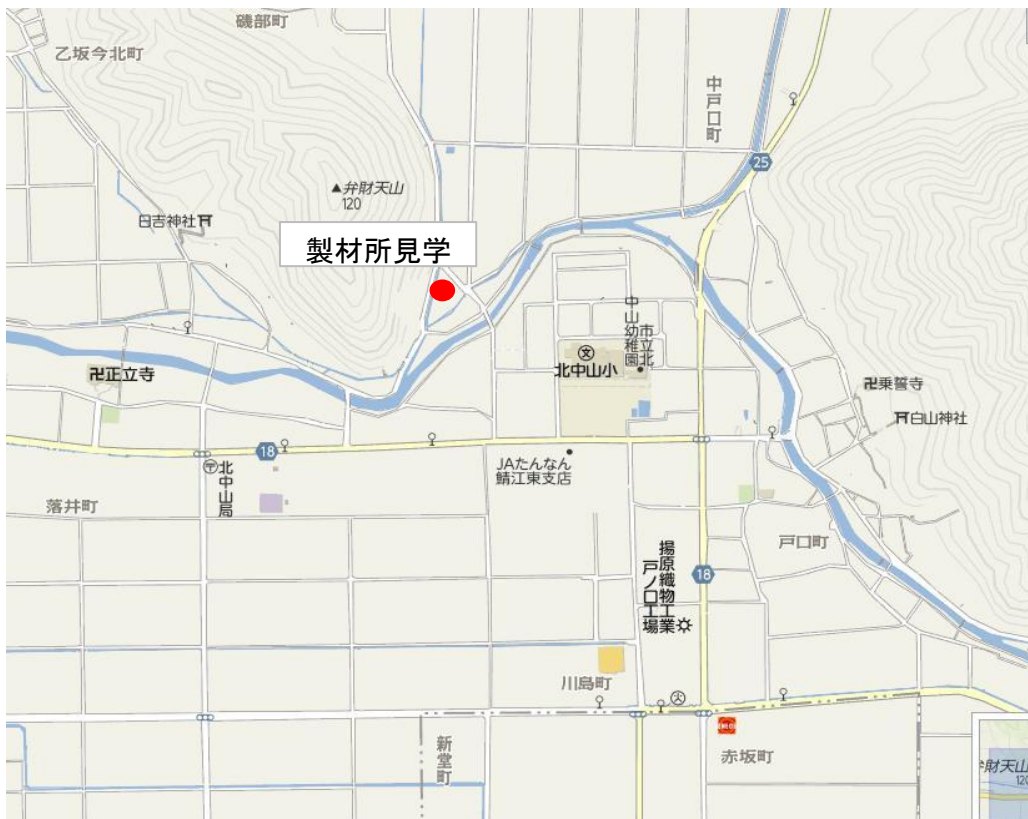 磯部町
乙坂今北町
中戸口町
25
▲弁財天山
120
日吉神社
製材所見学
市立北
中山幼稚園
文
北中山小
卍正立寺
卍乗誓寺
白山神社
18
北中山局
JAたんなん
鯖江東支店
落井町
戸口町
揚原織物工業
戸ノ口工場
18
川島町
火
新堂町
赤坂町
弁財天山
120